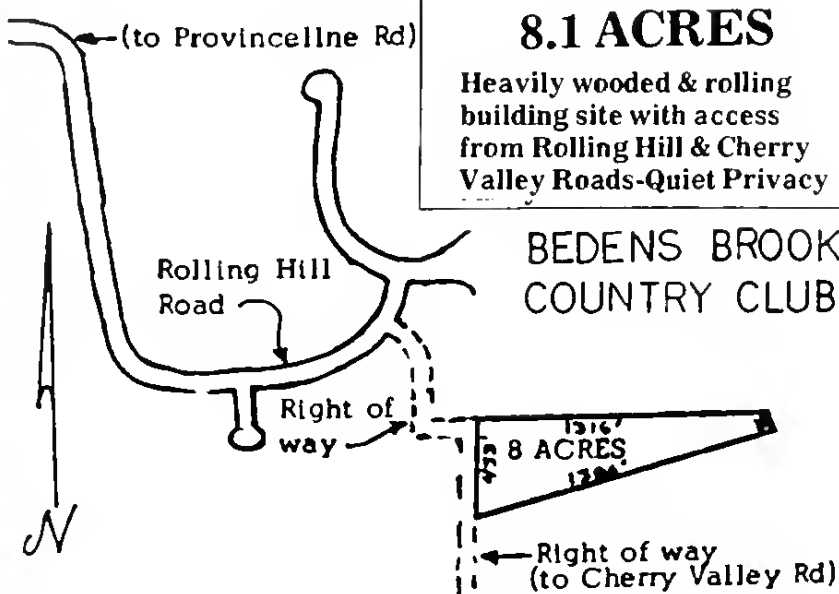 (to Provinceline Rd)
8.1 ACRES
Heavily wooded & rolling
building site with access
from Rolling Hill & Cherry
Valley Roads-Quiet Privacy
BEDENS BROOK
COUNTRY CLUB
Rolling Hill
Road
Right of
way
1316'
8 ACRES
Right of way
(to Cherry Valley Rd)
N